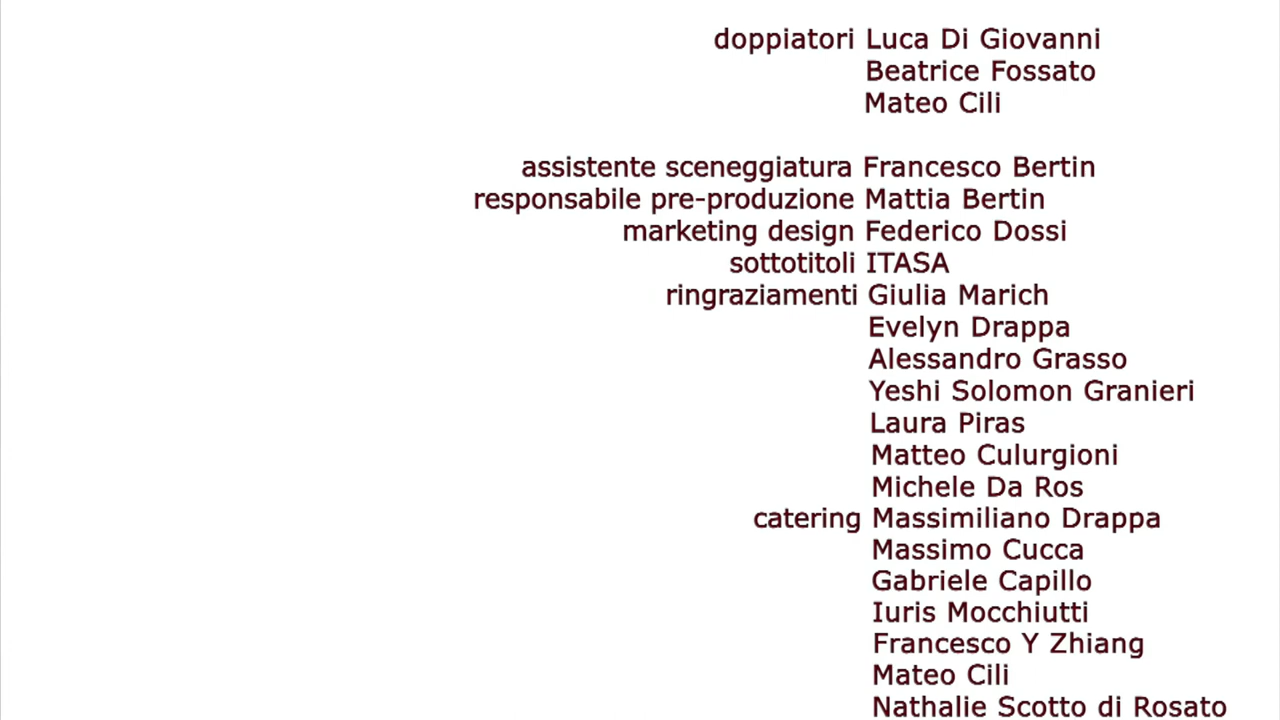 doppiatori Luca Di Giovanni
Beatrice Fossato
Mateo Cili
assistente sceneggiatura Francesco Bertin
responsabile pre-produzione Mattia Bertin
marketing design Federico Dossi
sottotitoli ITASA
ringraziamenti Giulia Marich
Evelyn Drappa
Alessandro Grasso
Yeshi Solomon Granieri
Laura Piras
Matteo Culurgioni
Michele Da Ros
catering Massimiliano Drappa
Massimo Cucca
Gabriele Capillo
Iuris Mocchiutti
Francesco Y Zhiang
Mateo Cili
Nathalie Scotto di Rosato